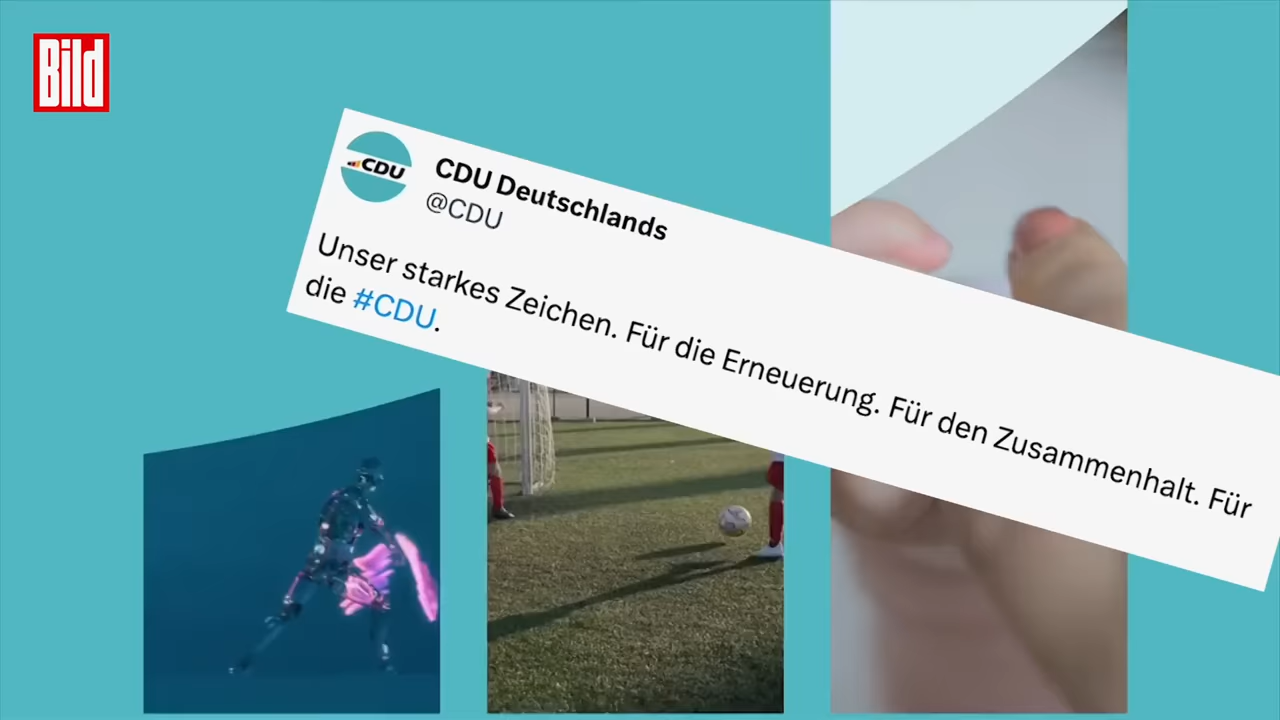 Bild
CDU
CDU Deutschlands
@CDU
Unser starkes Zeichen. Für die Erneuerung. Für den Zusammenhalt. Für
die #CDU.